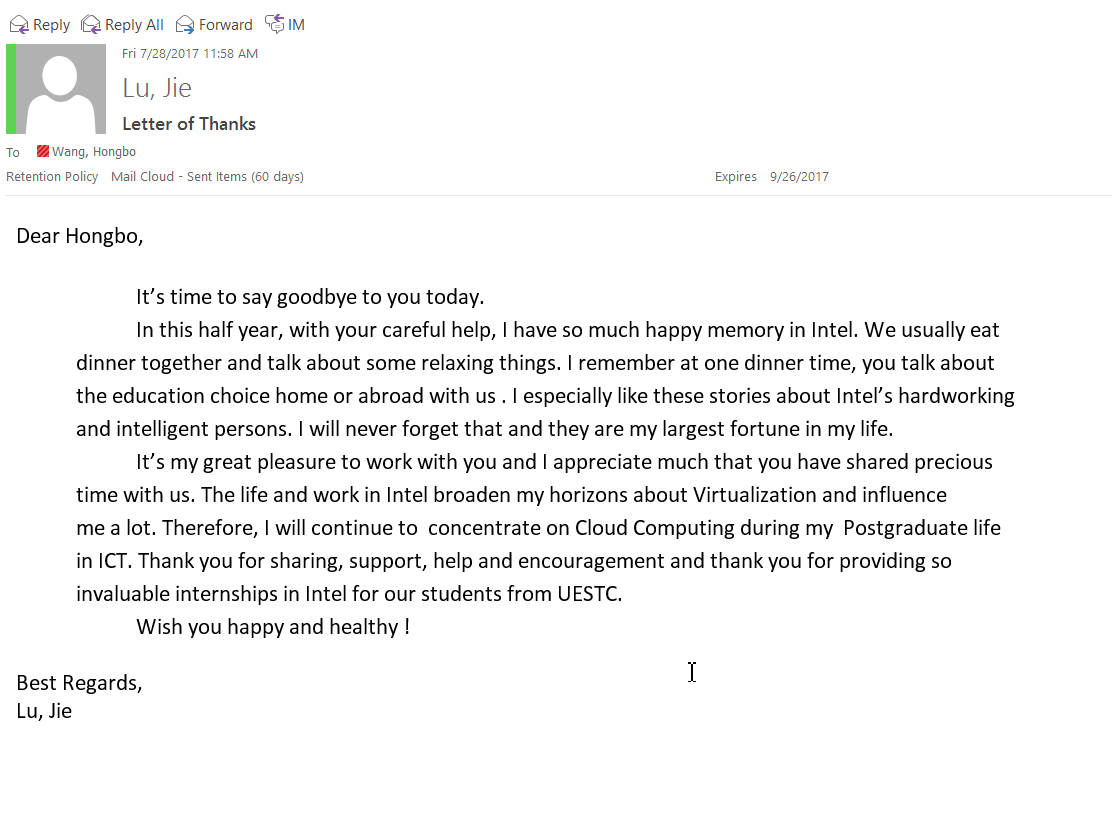 Reply Reply All Forward IM
Fri 7/28/2017 11:58 AM
Lu, Jie
Letter of Thanks
To Wang, Hongbo
Retention Policy Mail Cloud - Sent Items (60 days) Expires 9/26/2017
Dear Hongbo,
It’s time to say goodbye to you today.
In this half year, with your careful help, I have so much happy memory in Intel. We usually eat
dinner together and talk about some relaxing things. I remember at one dinner time, you talk about
the education choice home or abroad with us . I especially like these stories about Intel’s hardworking
and intelligent persons. I will never forget that and they are my largest fortune in my life.
It’s my great pleasure to work with you and I appreciate much that you have shared precious
time with us. The life and work in Intel broaden my horizons about Virtualization and influence
me a lot. Therefore, I will continue to  concentrate on Cloud Computing during my  Postgraduate life
in ICT. Thank you for sharing, support, help and encouragement and thank you for providing so
invaluable internships in Intel for our students from UESTC.
Wish you happy and healthy !
Best Regards,
Lu, Jie